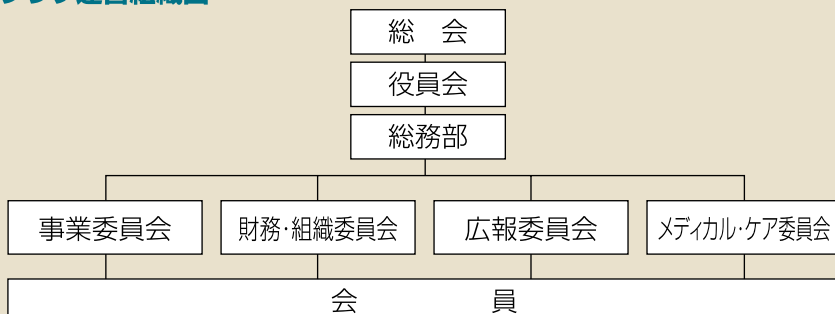 総　会
役員会
総務部
事業委員会
財務・組織委員会
広報委員会
メディカル・ケア委員会
会　員